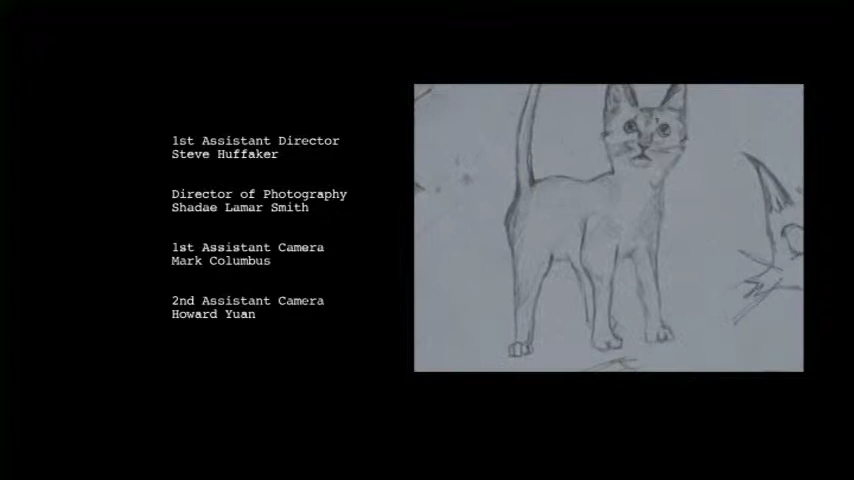 1st Assistant Director
Steve Huffaker
Director of Photography
Shadae Lamar Smith
1st Assistant Camera
Mark Columbus
2nd Assistant Camera
Howard Yuan